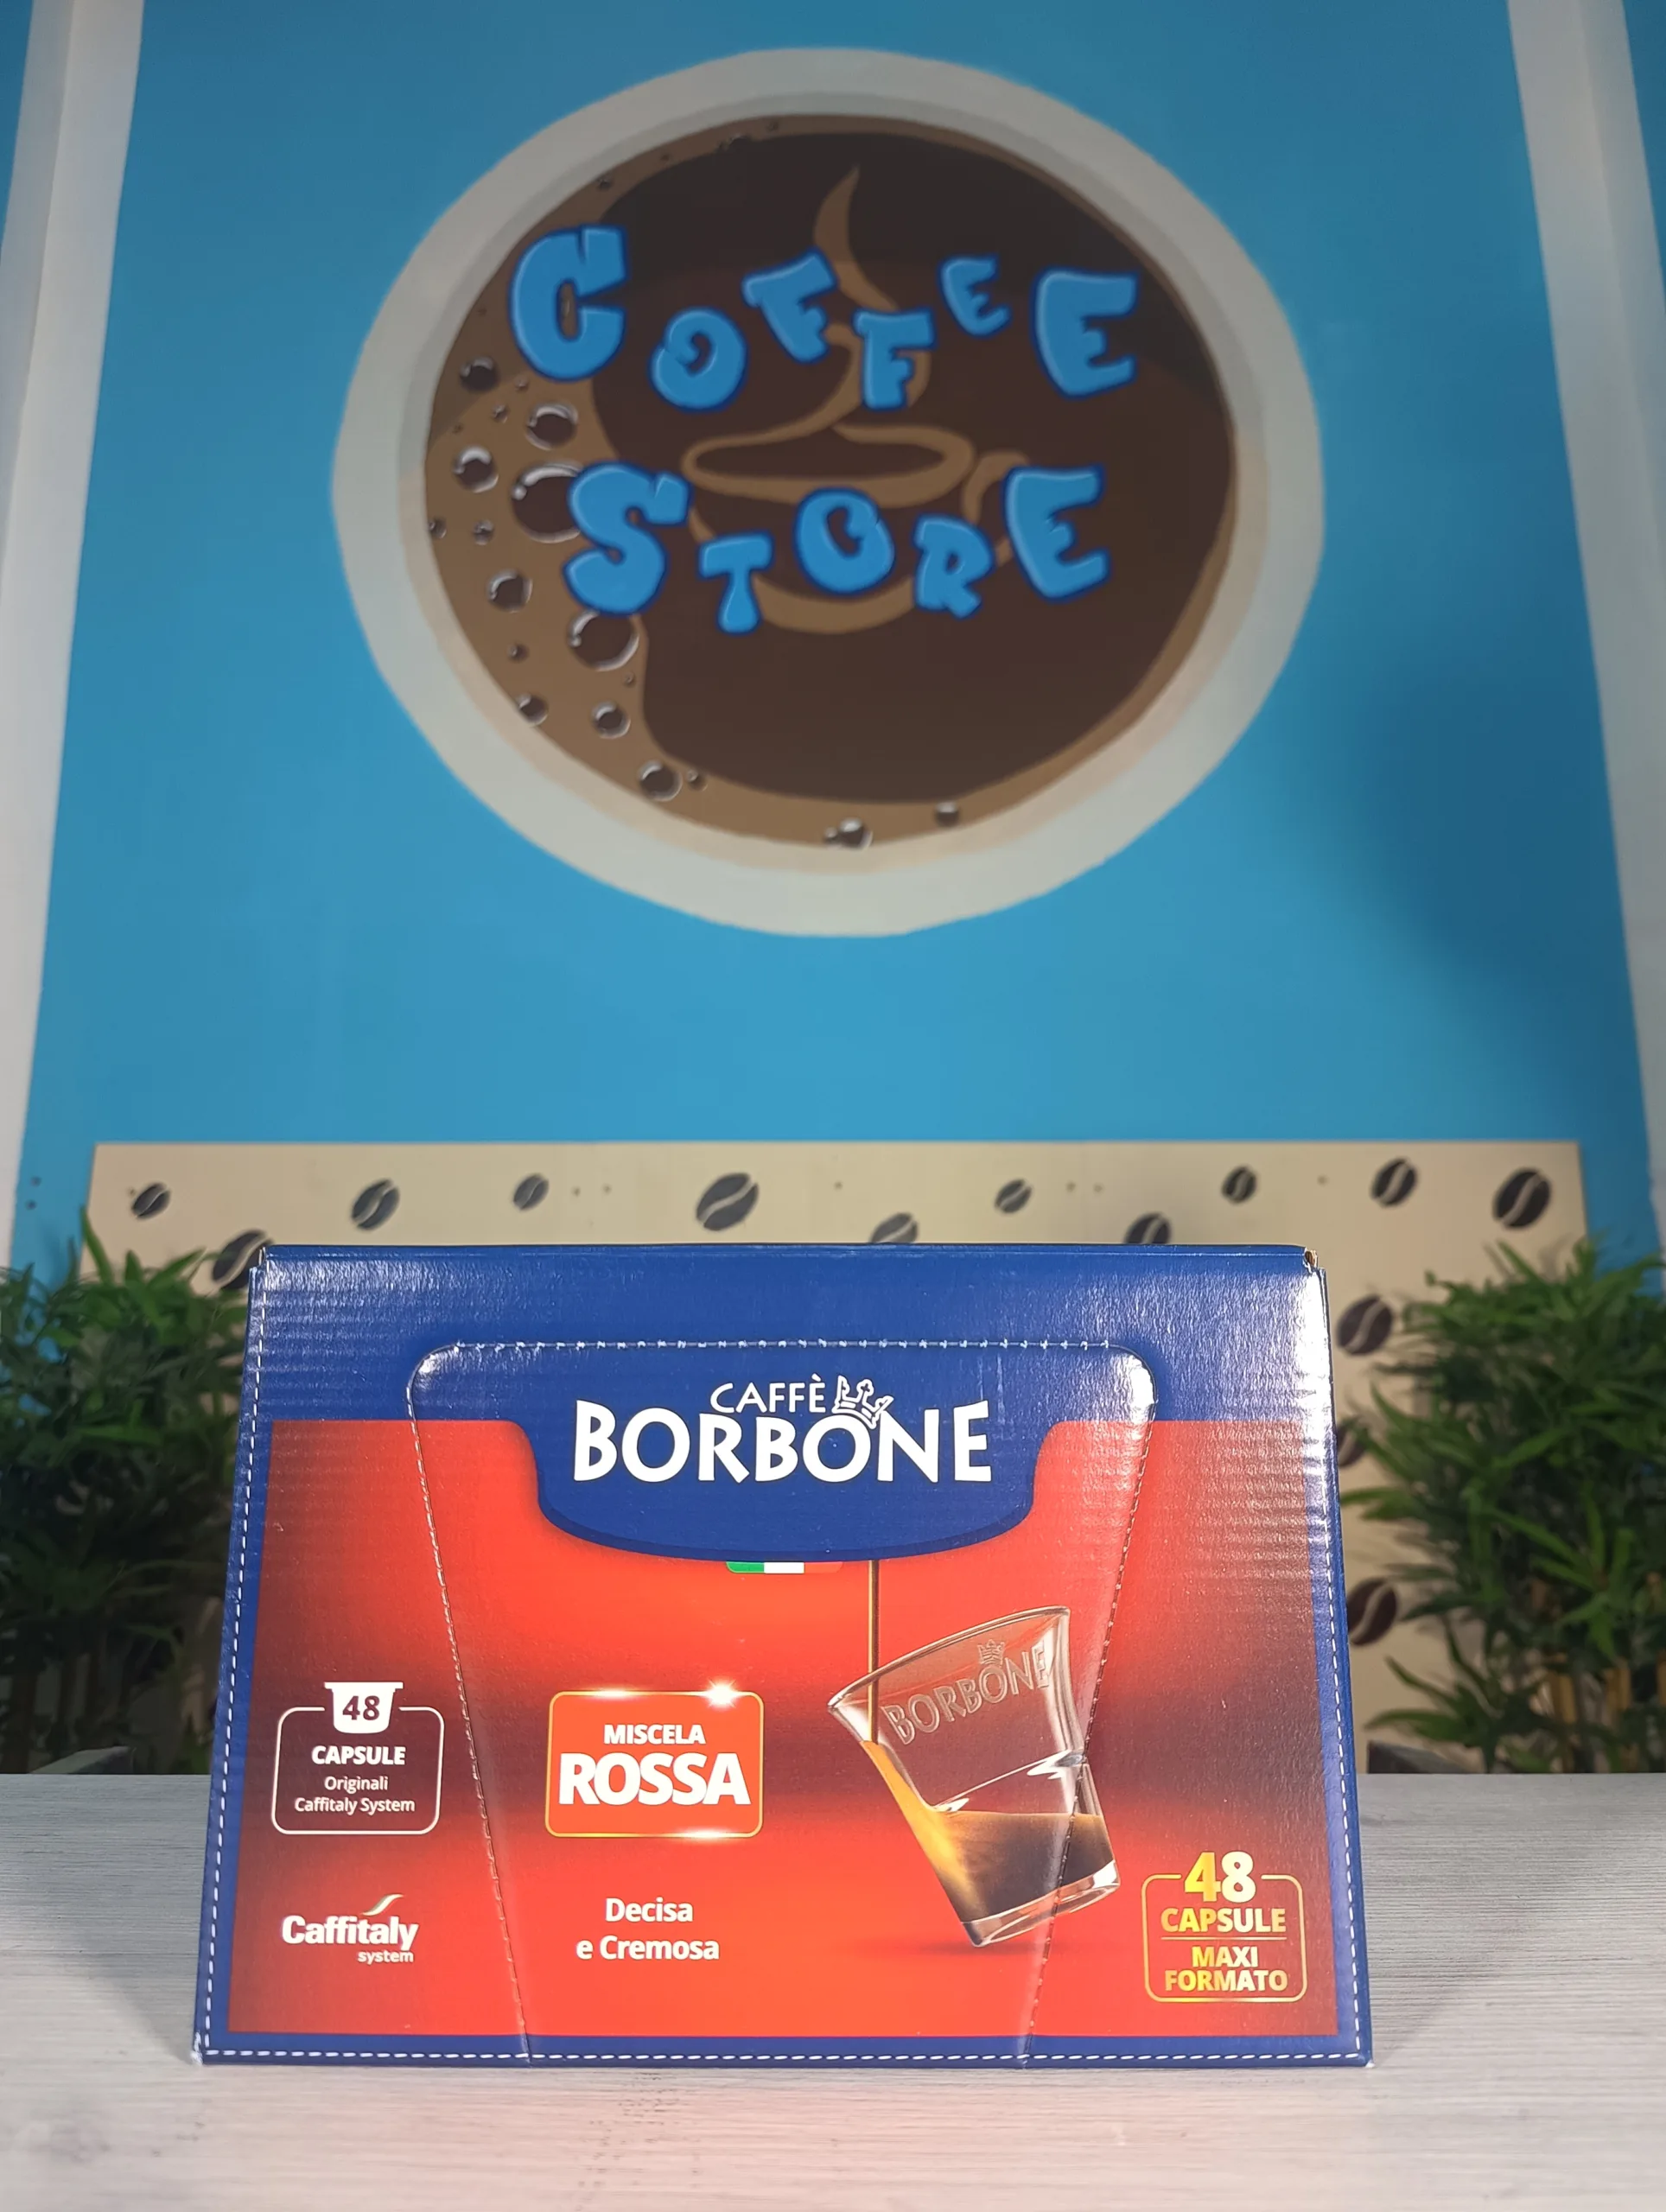 COFFEE
STORE
CAFFÈ
BORBONE
BORBONE
48
CAPSULE
Originali
Caffitaly System
MISCELA
ROSSA
Caffitaly
system
Decisa
e Cremosa
48
CAPSULE
MAXI
FORMATO